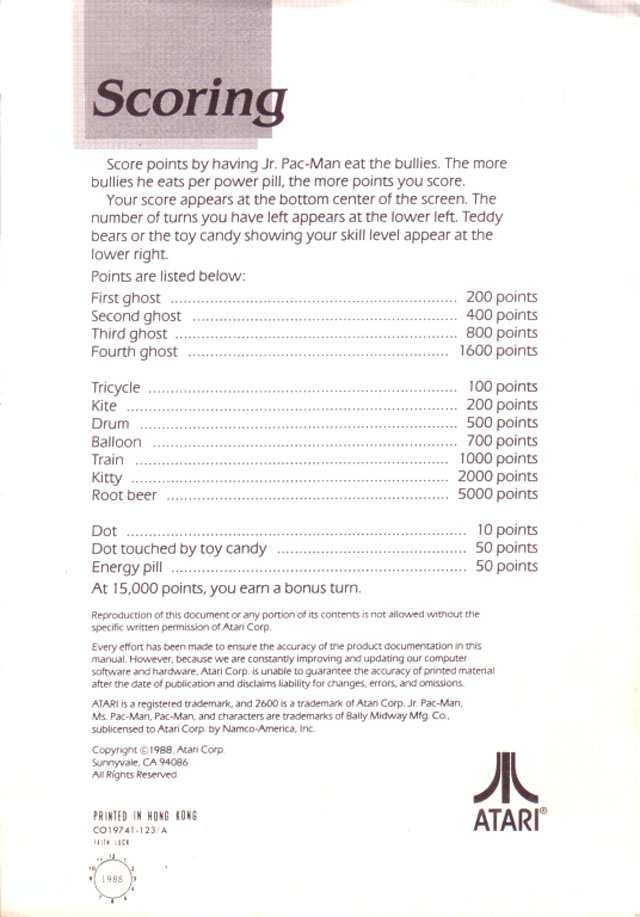 Scoring
Score points by having Jr. Pac-Man eat the bullies. The more
bullies he eats per power pill, the more points you score.
Your score appears at the bottom center of the screen. The
number of turns you have left appears at the lower left. Teddy
bears or the toy candy showing your skill level appear at the
lower right.
Points are listed below:
First ghost ................................................................ 200 points
Second ghost ........................................................... 400 points
Third ghost ............................................................... 800 points
Fourth ghost .......................................................... 1600 points
Tricycle ..................................................................... 100 points
Kite .......................................................................... 200 points
Drum ....................................................................... 500 points
Balloon .................................................................... 700 points
Train ...................................................................... 1000 points
Kitty ....................................................................... 2000 points
Root beer ............................................................... 5000 points
Dot ............................................................................ 10 points
Dot touched by toy candy .......................................... 50 points
Energy pill .................................................................. 50 points
At 15,000 points, you earn a bonus turn.
Reproduction of this document or any portion of its contents is not allowed without the
specific written permission of Atari Corp.
Every effort has been made to ensure the accuracy of the product documentation in this
manual. However, because we are constantly improving and updating our computer
software and hardware, Atari Corp. is unable to guarantee the accuracy of printed material
after the date of publication and disclaims liability for changes, errors, and omissions.
ATARI is a registered trademark, and 2600 is a trademark of Atari Corp. Jr. Pac-Man,
Ms. Pac-Man, Pac-Man, and characters are trademarks of Bally Midway Mfg. Co.,
sublicensed to Atari Corp. by Namco-America, Inc.
Copyright ©1988, Atari Corp.
Sunnyvale, CA 94086
All Rights Reserved.
PRINTED IN HONG KONG
CO19741-123/A
FAITH LUCK
1988
ATARI®